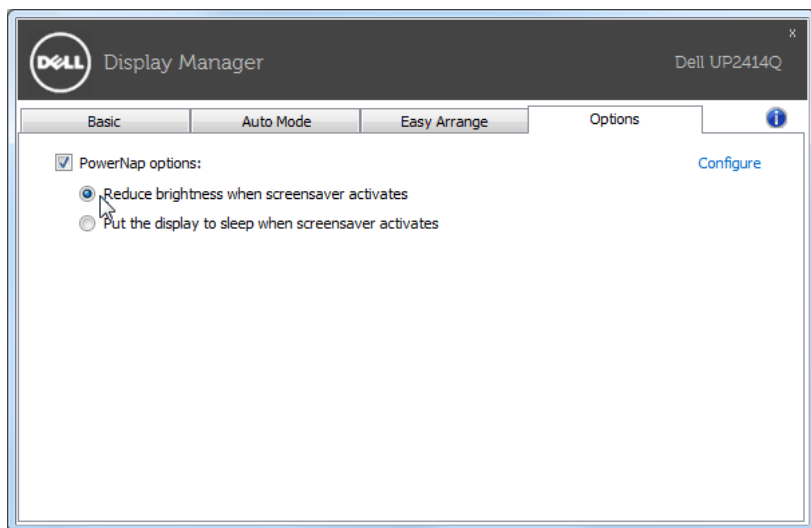 x
DELL Display Manager Dell UP2414Q
Basic Auto Mode Easy Arrange Options i
PowerNap options: Configure
Reduce brightness when screensaver activates
Put the display to sleep when screensaver activates